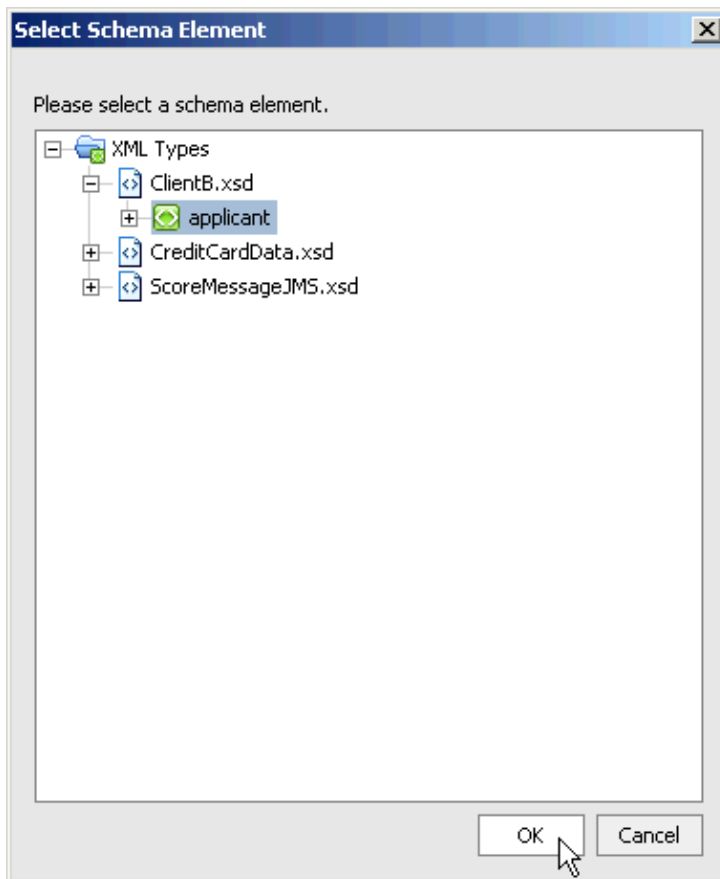 Select Schema Element
Please select a schema element.
XML Types
ClientB.xsd
applicant
CreditCardData.xsd
ScoreMessageJMS.xsd
OK Cancel